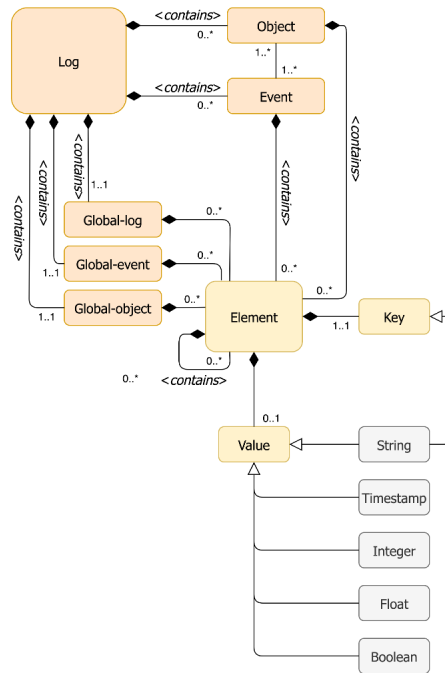 <contains>
Object
0..*
Log
1..*
<contains>
1..*
0..*
Event
<contains>
<contains>
<contains>
<contains>
<contains>
1..1
Global-log
0..*
Global-event
0..*
0..*
1..1
Global-object
0..*
0..*
1..1
Element
1..1
Key
0..*
0..*
<contains>
0..1
Value
String
Timestamp
Integer
Float
Boolean